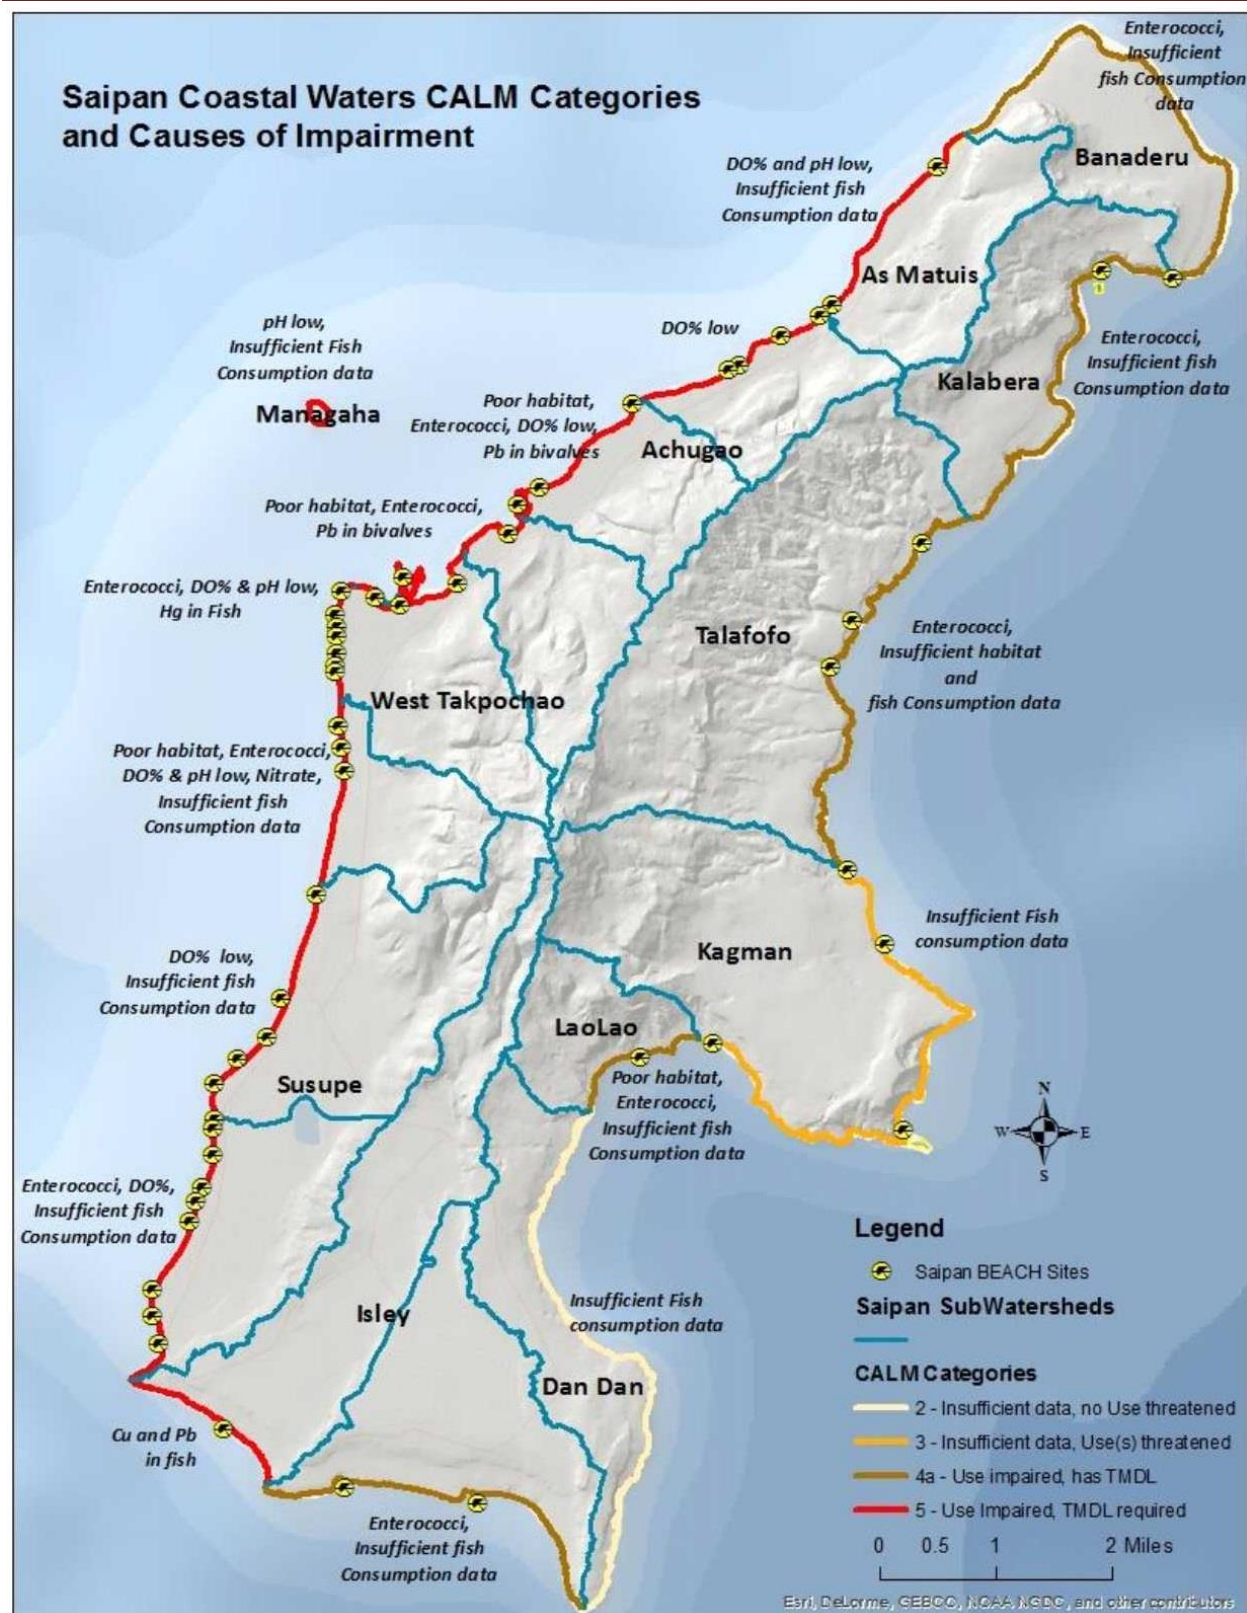 Saipan Coastal Waters CALM Categories
and Causes of Impairment
Enterococci,
Insufficient
fish Consumption
data
Banaderu
DO% and pH low,
Insufficient fish
Consumption data
As Matuis
pH low,
Insufficient Fish
Consumption data
Managaha
DO% low
Enterococci,
Insufficient fish
Consumption data
Kalabera
Poor habitat,
Enterococci, DO% low,
Pb in bivalves
Achugao
Poor habitat, Enterococci,
Pb in bivalves
Enterococci, DO% & pH low,
Hg in Fish
Talafofo
Enterococci,
Insufficient habitat
and
fish Consumption data
West Takpochao
Poor habitat, Enterococci,
DO% & pH low, Nitrate,
Insufficient fish
Consumption data
Insufficient Fish
consumption data
Kagman
DO% low,
Insufficient fish
Consumption data
LaoLao
Poor habitat,
Enterococci,
Insufficient fish
Consumption data
Susupe
N
W
E
S
Enterococci, DO%,
Insufficient fish
Consumption data
Isley
Insufficient Fish
consumption data
Dan Dan
Cu and Pb
in fish
Enterococci,
Insufficient fish
Consumption data
Legend
Saipan BEACH Sites
Saipan SubWatersheds
CALM Categories
2 - Insufficient data, no Use threatened
3 - Insufficient data, Use(s) threatened
4a - Use impaired, has TMDL
5 - Use Impaired, TMDL required
0 0.5 1 2 Miles
Esri, DeLorme, GEBCO, NOAA NGDC, and other contributors